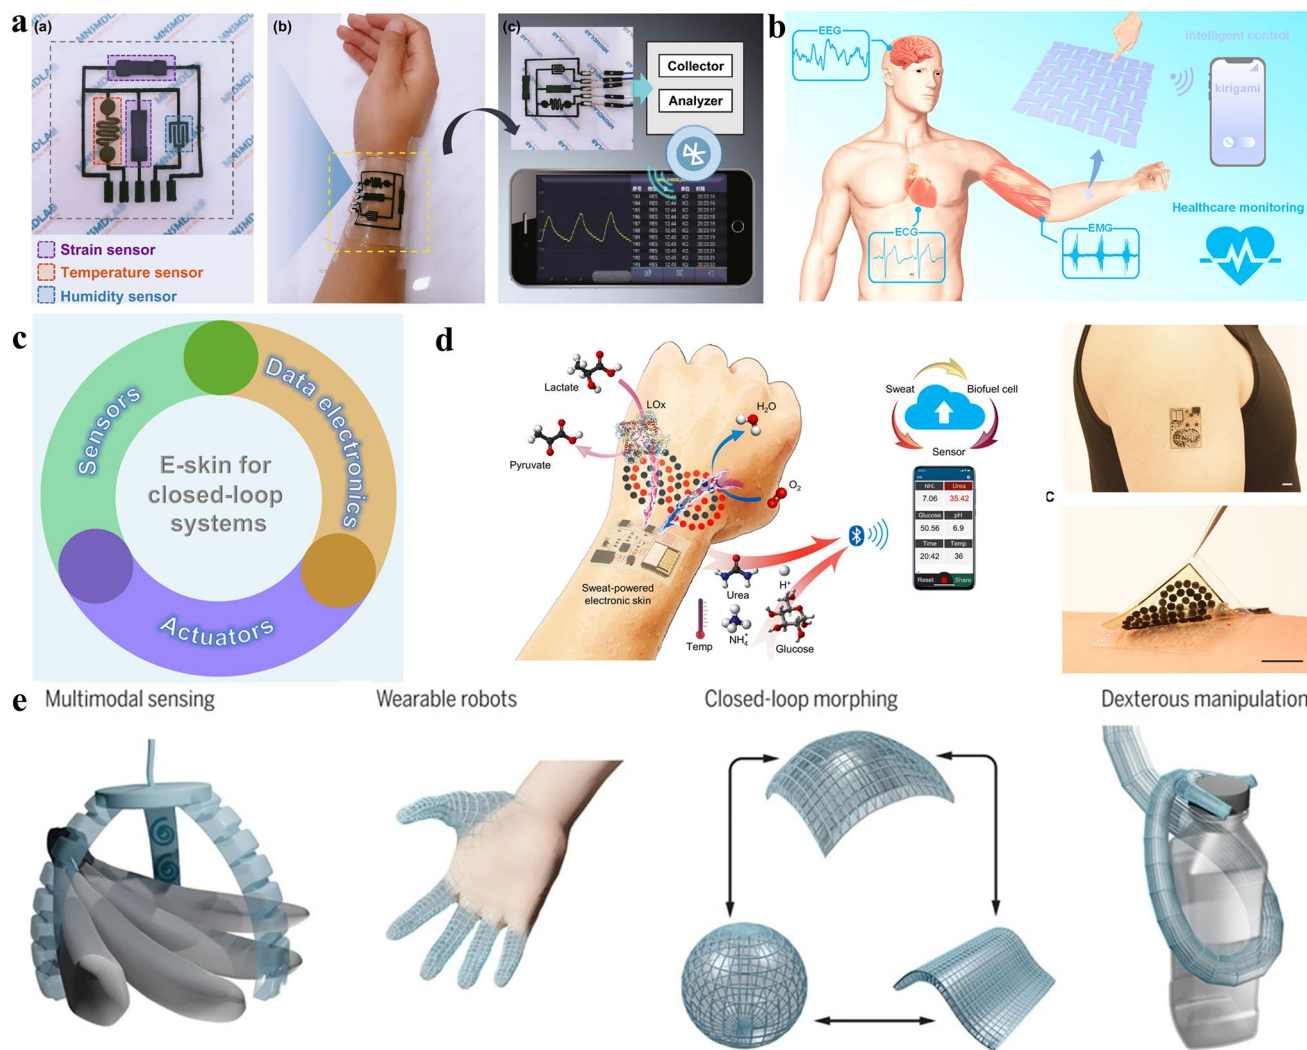 a
(a)
MNSMDLAB
Strain sensor
Temperature sensor
Humidity sensor
(b)
(c)
Collector
Analyzer
b
EEG
ECG
EMG
Intelligent control
kirigami
Healthcare monitoring
c
Sensors
Data electronics
Actuators
E-skin for
closed-loop
systems
d
Lactate
LOx
Pyruvate
H₂O
O₂
Sweat-powered
electronic skin
Urea
H⁺
Temp
NH₄⁺
Glucose
Sweat
Biofuel cell
Sensor
Urea
7.06
35.42
Glucose
pH
50.56
6.9
Time
Temp
20:42
36
Reset
Share
c
e
Multimodal sensing
Wearable robots
Closed-loop morphing
Dexterous manipulation